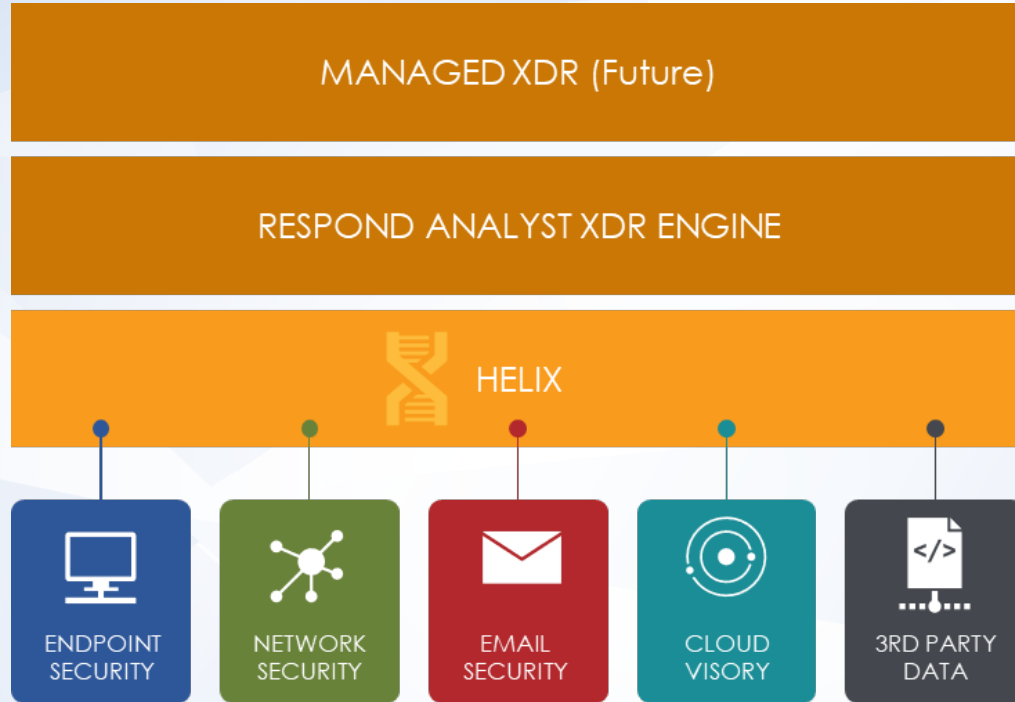 MANAGED XDR (Future)
RESPOND ANALYST XDR ENGINE
HELIX
ENDPOINT
SECURITY
NETWORK
SECURITY
EMAIL
SECURITY
CLOUD
VISORY
</>
3RD PARTY
DATA